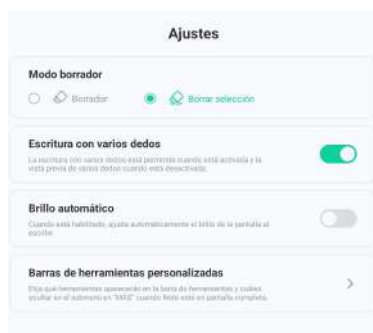 Ajustes
Modo borrador
Borrador
Borrar selección
Escritura con varios dedos
La escritura con varios dedos está permitida cuando está activada y la
vista previa de varios dedos cuando está desactivada.
Brillo automático
Cuando está habilitado, ajusta automáticamente el brillo de la pantalla al
escribir.
Barras de herramientas personalizadas
Elija qué herramientas aparecerán en la barra de herramientas y cuáles
ocultar en el submenú en "MÁS" cuando Note está en pantalla completa.